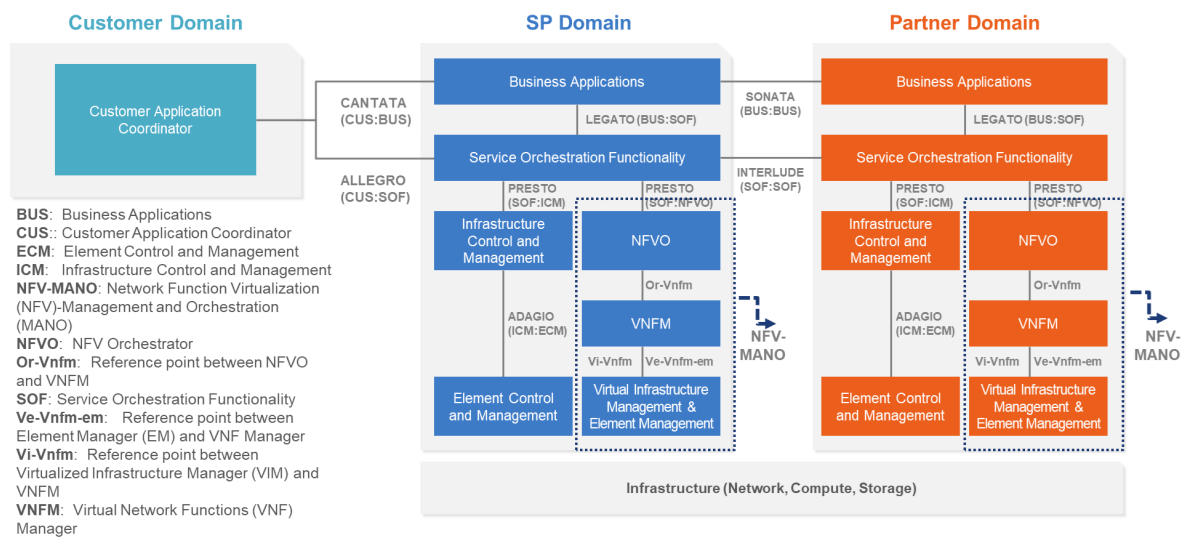 Customer Domain
SP Domain
Partner Domain
Customer Application
Coordinator
CANTATA
(CUS:BUS)
ALLEGRO
(CUS:SOF)
Business Applications
LEGATO (BUS:SOF)
Service Orchestration Functionality
PRESTO
(SOF:ICM)
PRESTO
(SOF:NFVO)
Infrastructure
Control and
Management
NFVO
Or-Vnfm
ADAGIO
(ICM:ECM)
VNFM
Vi-Vnfm
Ve-Vnfm-em
Element Control
and Management
Virtual Infrastructure
Management &
Element Management
NFV-
MANO
SONATA
(BUS:BUS)
INTERLUDE
(SOF:SOF)
Business Applications
LEGATO (BUS:SOF)
Service Orchestration Functionality
PRESTO
(SOF:ICM)
PRESTO
(SOF:NFVO)
Infrastructure
Control and
Management
NFVO
Or-Vnfm
ADAGIO
(ICM:ECM)
VNFM
Vi-Vnfm
Ve-Vnfm-em
Element Control
and Management
Virtual Infrastructure
Management &
Element Management
NFV-
MANO
Infrastructure (Network, Compute, Storage)
BUS: Business Applications
CUS:: Customer Application Coordinator
ECM: Element Control and Management
ICM: Infrastructure Control and Management
NFV-MANO: Network Function Virtualization
(NFV)-Management and Orchestration
(MANO)
NFVO: NFV Orchestrator
Or-Vnfm: Reference point between NFVO
and VNFM
SOF: Service Orchestration Functionality
Ve-Vnfm-em: Reference point between
Element Manager (EM) and VNF Manager
Vi-Vnfm: Reference point between
Virtualized Infrastructure Manager (VIM) and
VNFM
VNFM: Virtual Network Functions (VNF)
Manager